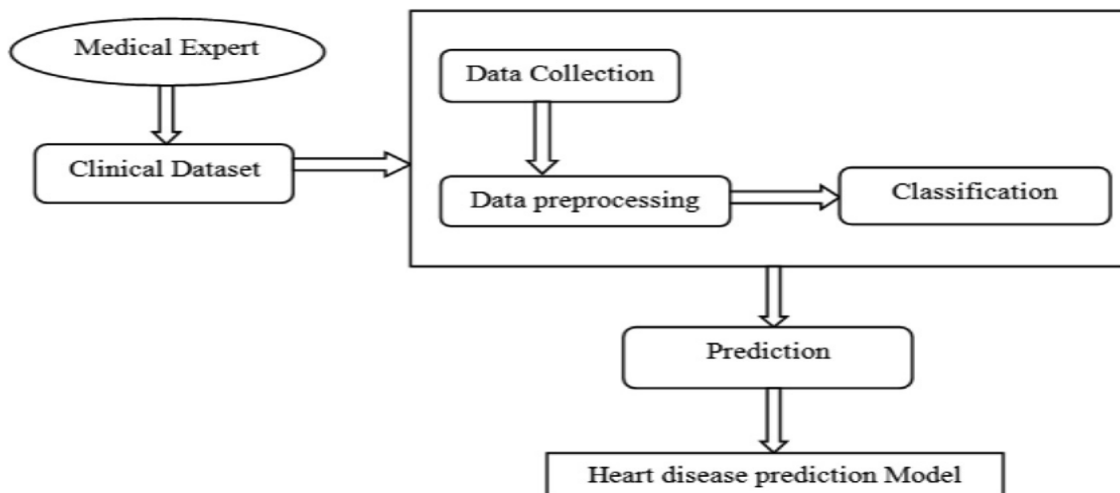 Medical Expert
Clinical Dataset
Data Collection
Data preprocessing
Classification
Prediction
Heart disease prediction Model